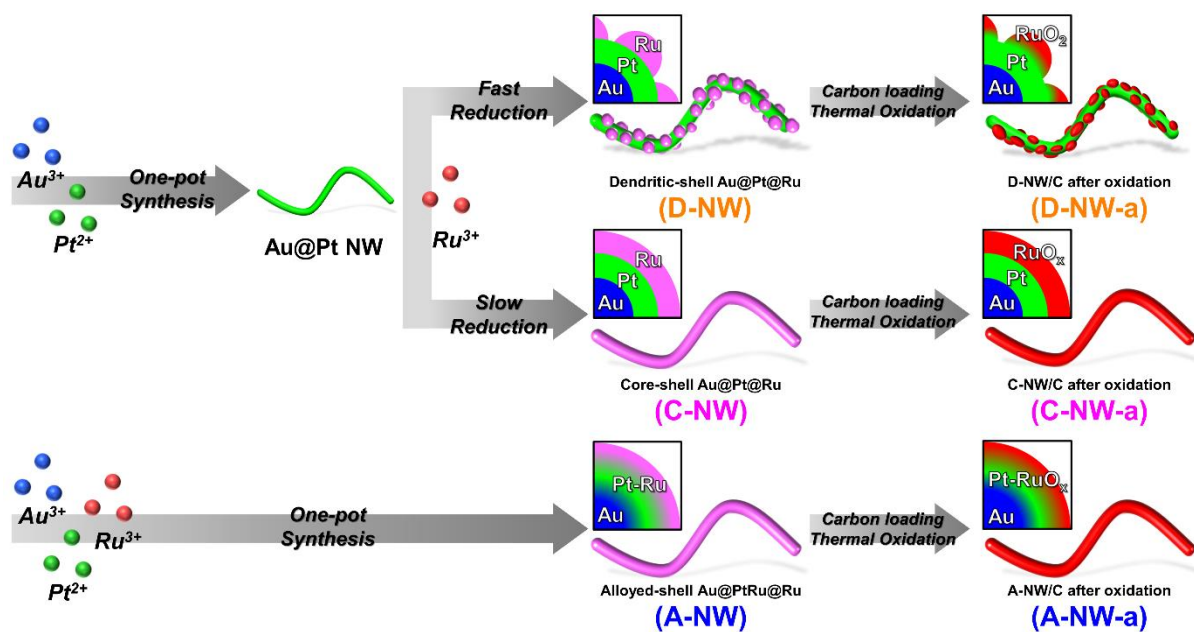 Au³⁺
Pt²⁺
One-pot
Synthesis
Au@Pt NW
Ru³⁺
Fast
Reduction
Ru
Pt
Au
Dendritic-shell Au@Pt@Ru
(D-NW)
Carbon loading
Thermal Oxidation
RuO₂
Pt
Au
D-NW/C after oxidation
(D-NW-a)
Slow
Reduction
Ru
Pt
Au
Core-shell Au@Pt@Ru
(C-NW)
Carbon loading
Thermal Oxidation
RuOₓ
Pt
Au
C-NW/C after oxidation
(C-NW-a)
Au³⁺
Ru³⁺
Pt²⁺
One-pot
Synthesis
Pt-Ru
Au
Alloyed-shell Au@PtRu@Ru
(A-NW)
Carbon loading
Thermal Oxidation
Pt-RuOₓ
Au
A-NW/C after oxidation
(A-NW-a)